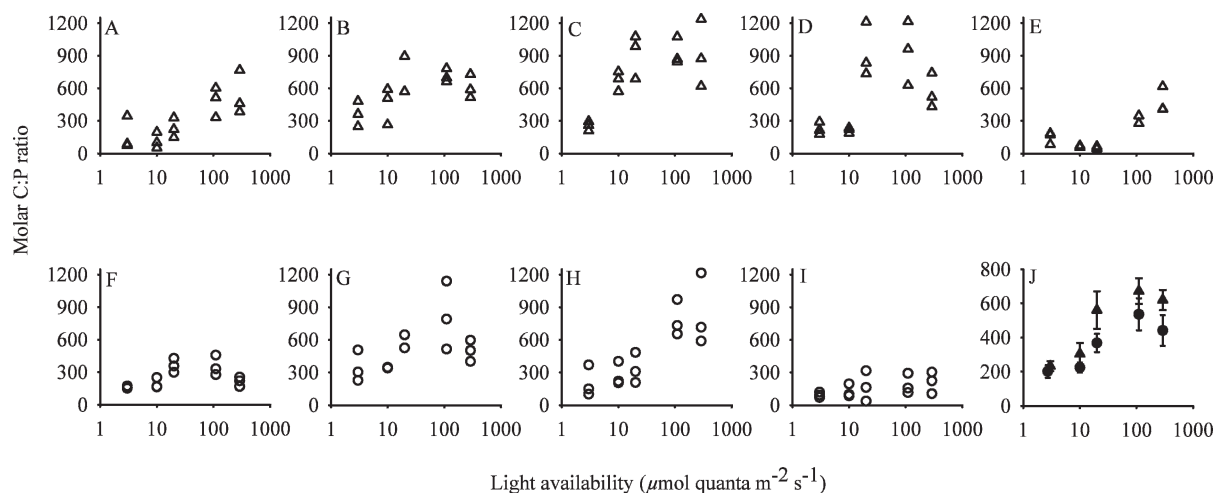 A B C D E
1200 1200 1200 1200 1200
900 900 900 900 900
600 600 600 600 600
300 300 300 300 300
0 0 0 0 0
1 10 100 1000 1 10 100 1000 1 10 100 1000 1 10 100 1000 1 10 100 1000
Molar C:P ratio
F G H I J
1200 1200 1200 1200 800
900 900 900 900 600
600 600 600 600 400
300 300 300 300 200
0 0 0 0 0
1 10 100 1000 1 10 100 1000 1 10 100 1000 1 10 100 1000 1 10 100 1000
Light availability (µmol quanta m⁻² s⁻¹)